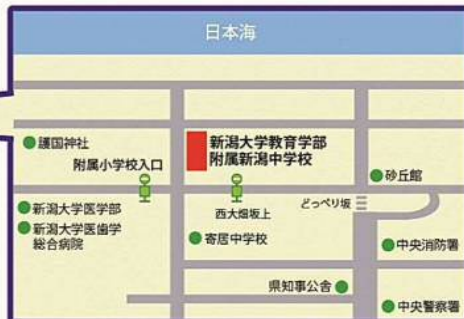 日本海
護国神社
新潟大学教育学部
附属新潟中学校
附属小学校入口
砂丘館
新潟大学医学部
西大畑坂上
どっぺり坂
新潟大学医歯学
総合病院
寄居中学校
中央消防署
県知事公舎
中央警察署